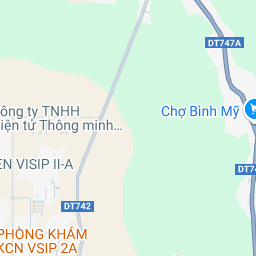 DT747A
ông ty TNHH
iện tử Thông minh...
Chợ Bình Mỹ
EN VISIP II-A
DT74
DT742
PHÒNG KHÁM
KCN VSIP 2A